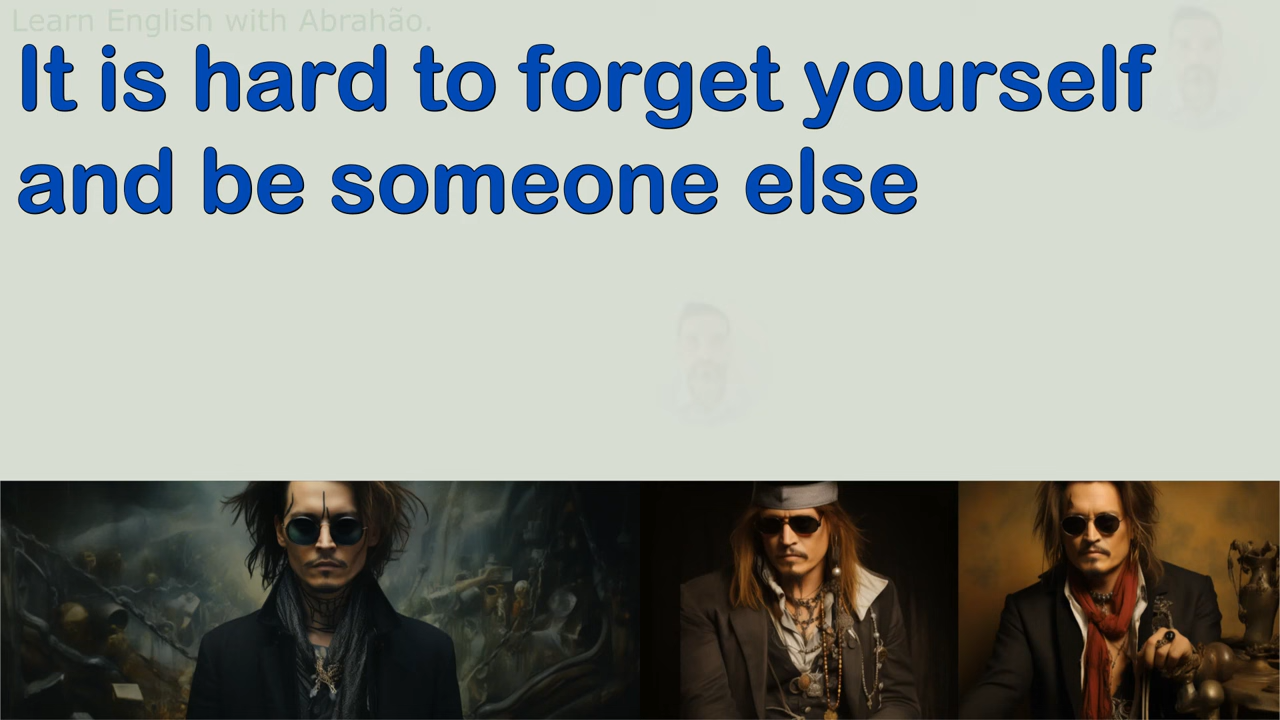 Learn English with Abrahão.
It is hard to forget yourself
and be someone else